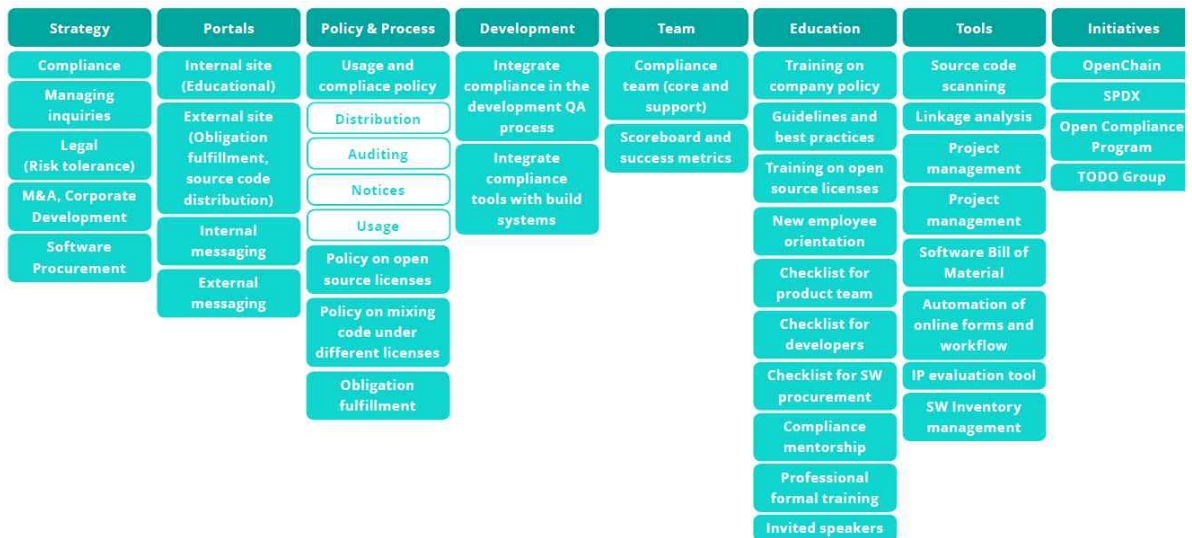 Strategy
Compliance
Managing
inquiries
Legal
(Risk tolerance)
M&A, Corporate
Development
Software
Procurement
Portals
Internal site
(Educational)
External site
(Obligation
fulfillment,
source code
distribution)
Internal
messaging
External
messaging
Policy & Process
Usage and
compliace policy
Distribution
Auditing
Notices
Usage
Policy on open
source licenses
Policy on mixing
code under
different licenses
Obligation
fulfillment
Development
Integrate
compliance in the
development QA
process
Integrate
compliance
tools with build
systems
Team
Compliance
team (core and
support)
Scoreboard and
success metrics
Education
Training on
company policy
Guidelines and
best practices
Training on open
source licenses
New employee
orientation
Checklist for
product team
Checklist for
developers
Checklist for SW
procurement
Compliance
mentorship
Professional
formal training
Invited speakers
Tools
Source code
scanning
Linkage analysis
Project
management
Project
management
Software Bill of
Material
Automation of
online forms and
workflow
IP evaluation tool
SW Inventory
management
Initiatives
OpenChain
SPDX
Open Compliance
Program
TODO Group